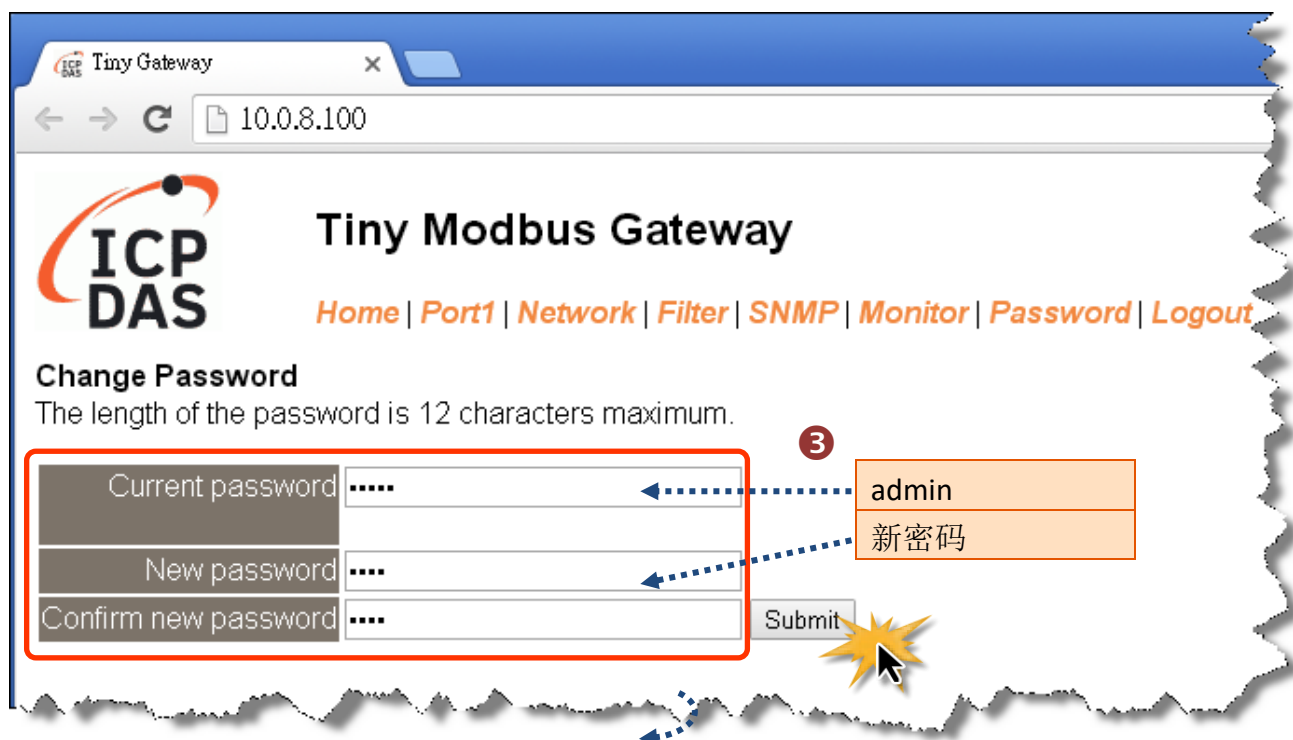 Tiny Gateway
10.0.8.100
ICP
DAS
Tiny Modbus Gateway
Home | Port1 | Network | Filter | SNMP | Monitor | Password | Logout
Change Password
The length of the password is 12 characters maximum.
❸
Current password •••••
admin
新密码
New password ••••
Confirm new password •••• Submit